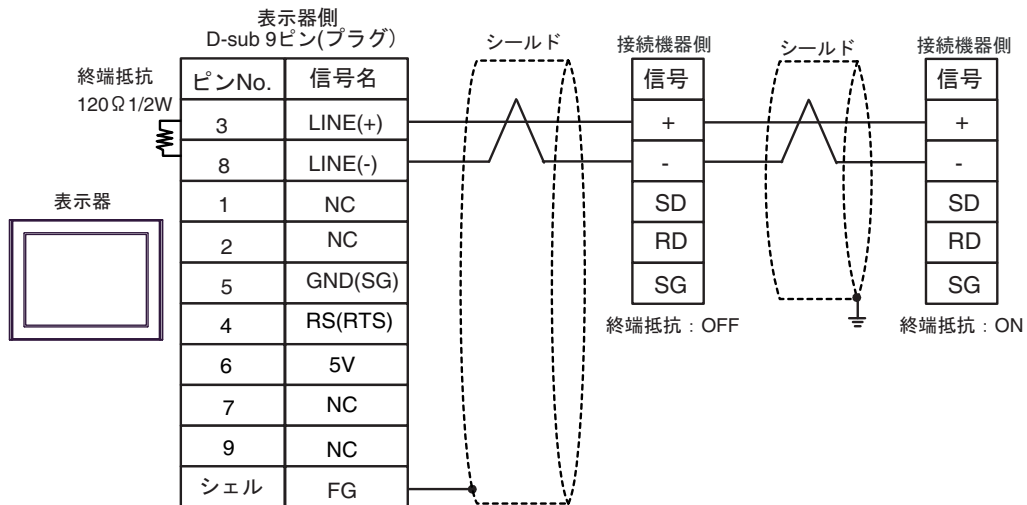 表示器側
D-sub 9ピン(プラグ)
終端抵抗
120Ω1/2W
表示器
ピンNo. 信号名
3 LINE(+)
8 LINE(-)
1 NC
2 NC
5 GND(SG)
4 RS(RTS)
6 5V
7 NC
9 NC
シェル FG
シールド
接続機器側
信号
+
-
SD
RD
SG
終端抵抗:OFF
シールド
接続機器側
信号
+
-
SD
RD
SG
終端抵抗:ON